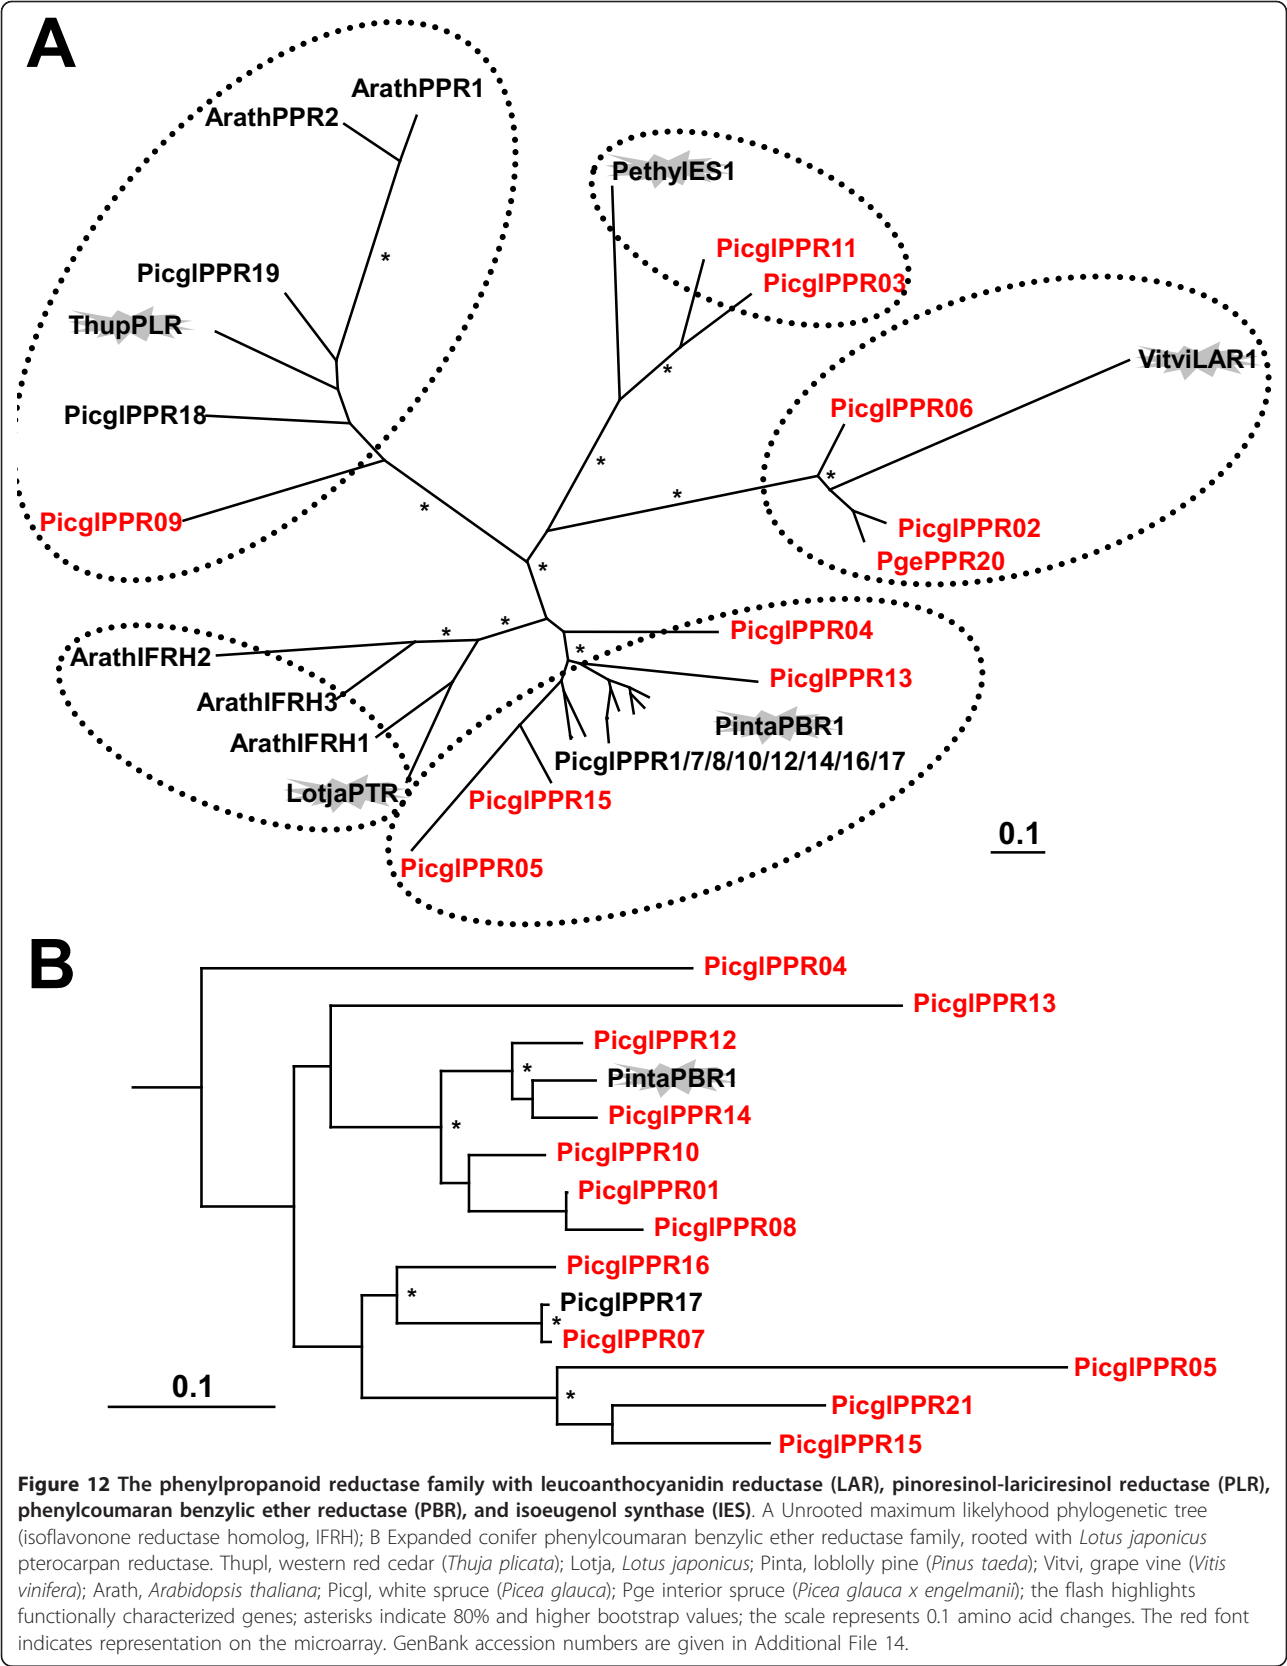 A
ArathPPR1
ArathPPR2
PethyIES1
PicglPPR11
PicglPPR03
PicglPPR19
ThupPLR
VitviLAR1
PicglPPR06
PicglPPR18
*
*
*
*
*
*
PicglPPR09
PicglPPR02
PgePPR20
*
*
*
*
PicglPPR04
ArathIFRH2
PicglPPR13
ArathIFRH3
PintaPBR1
ArathIFRH1
PicglPPR1/7/8/10/12/14/16/17
LotjaPTR
PicglPPR15
0.1
PicglPPR05
B
PicglPPR04
PicglPPR13
PicglPPR12
*
PintaPBR1
PicglPPR14
*
PicglPPR10
PicglPPR01
PicglPPR08
PicglPPR16
*
PicglPPR17
*
PicglPPR07
PicglPPR05
0.1
*
PicglPPR21
PicglPPR15
Figure 12 The phenylpropanoid reductase family with leucoanthocyanidin reductase (LAR), pinoresinol-lariciresinol reductase (PLR),
phenylcoumaran benzylic ether reductase (PBR), and isoeugenol synthase (IES). A Unrooted maximum likelyhood phylogenetic tree
(isoflavonone reductase homolog, IFRH); B Expanded conifer phenylcoumaran benzylic ether reductase family, rooted with Lotus japonicus
pterocarpan reductase. Thupl, western red cedar (Thuja plicata); Lotja, Lotus japonicus; Pinta, loblolly pine (Pinus taeda); Vitvi, grape vine (Vitis
vinifera); Arath, Arabidopsis thaliana; Picgl, white spruce (Picea glauca); Pge interior spruce (Picea glauca x engelmanii); the flash highlights
functionally characterized genes; asterisks indicate 80% and higher bootstrap values; the scale represents 0.1 amino acid changes. The red font
indicates representation on the microarray. GenBank accession numbers are given in Additional File 14.